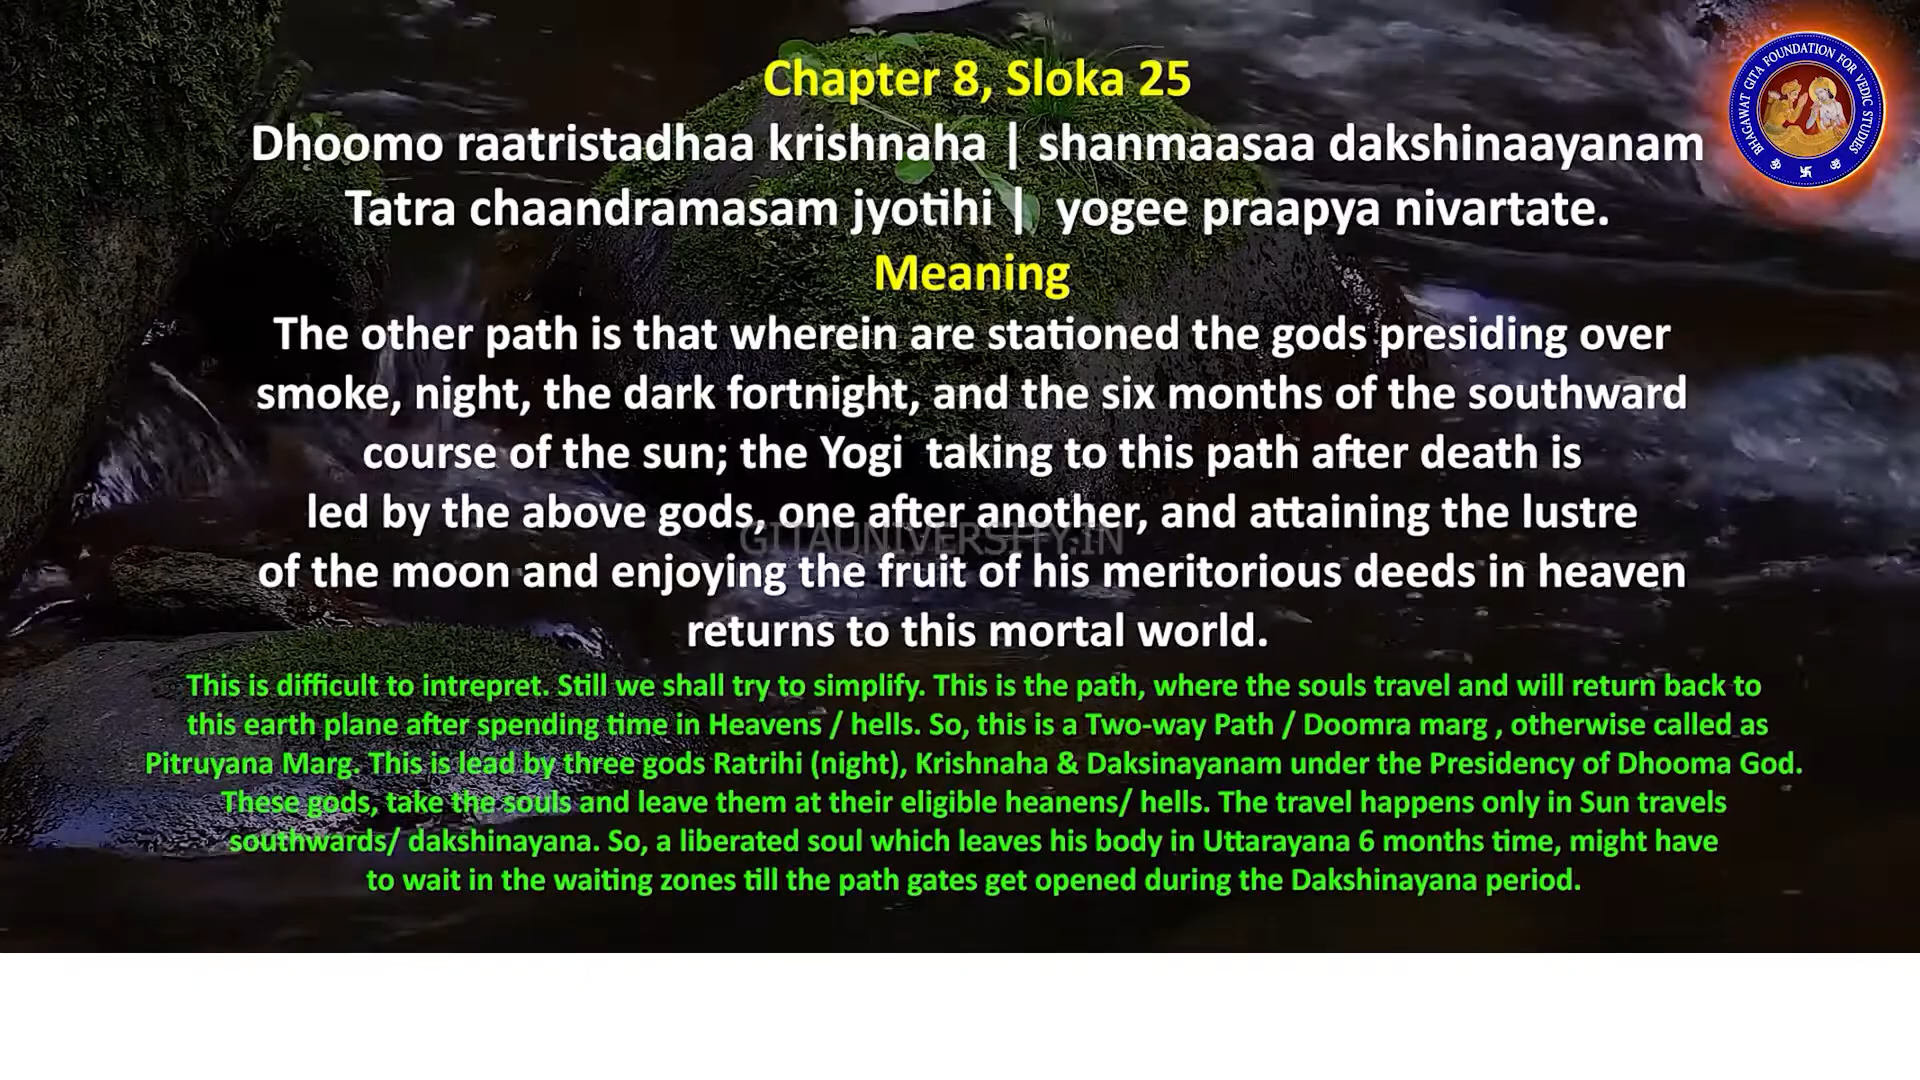 Chapter 8, Sloka 25
Dhoomo raatristadhaa krishnaha | shanmaasaa dakshinaayanam
Tatra chaandramasam jyotihi | yogee praapya nivartate.
Meaning
The other path is that wherein are stationed the gods presiding over
smoke, night, the dark fortnight, and the six months of the southward
course of the sun; the Yogi taking to this path after death is
led by the above gods, one after another, and attaining the lustre
of the moon and enjoying the fruit of his meritorious deeds in heaven
returns to this mortal world.
This is difficult to intrepret. Still we shall try to simplify. This is the path, where the souls travel and will return back to
this earth plane after spending time in Heavens / hells. So, this is a Two-way Path / Doomra marg , otherwise called as
Pitruyana Marg. This is lead by three gods Ratrihi (night), Krishnaha & Daksinayanam under the Presidency of Dhooma God.
These gods, take the souls and leave them at their eligible heanens/ hells. The travel happens only in Sun travels
southwards/ dakshinayana. So, a liberated soul which leaves his body in Uttarayana 6 months time, might have
to wait in the waiting zones till the path gates get opened during the Dakshinayana period.
BHAGAWAT GITA FOUNDATION FOR VEDIC STUDIES
GITAUNIVERSITY.IN